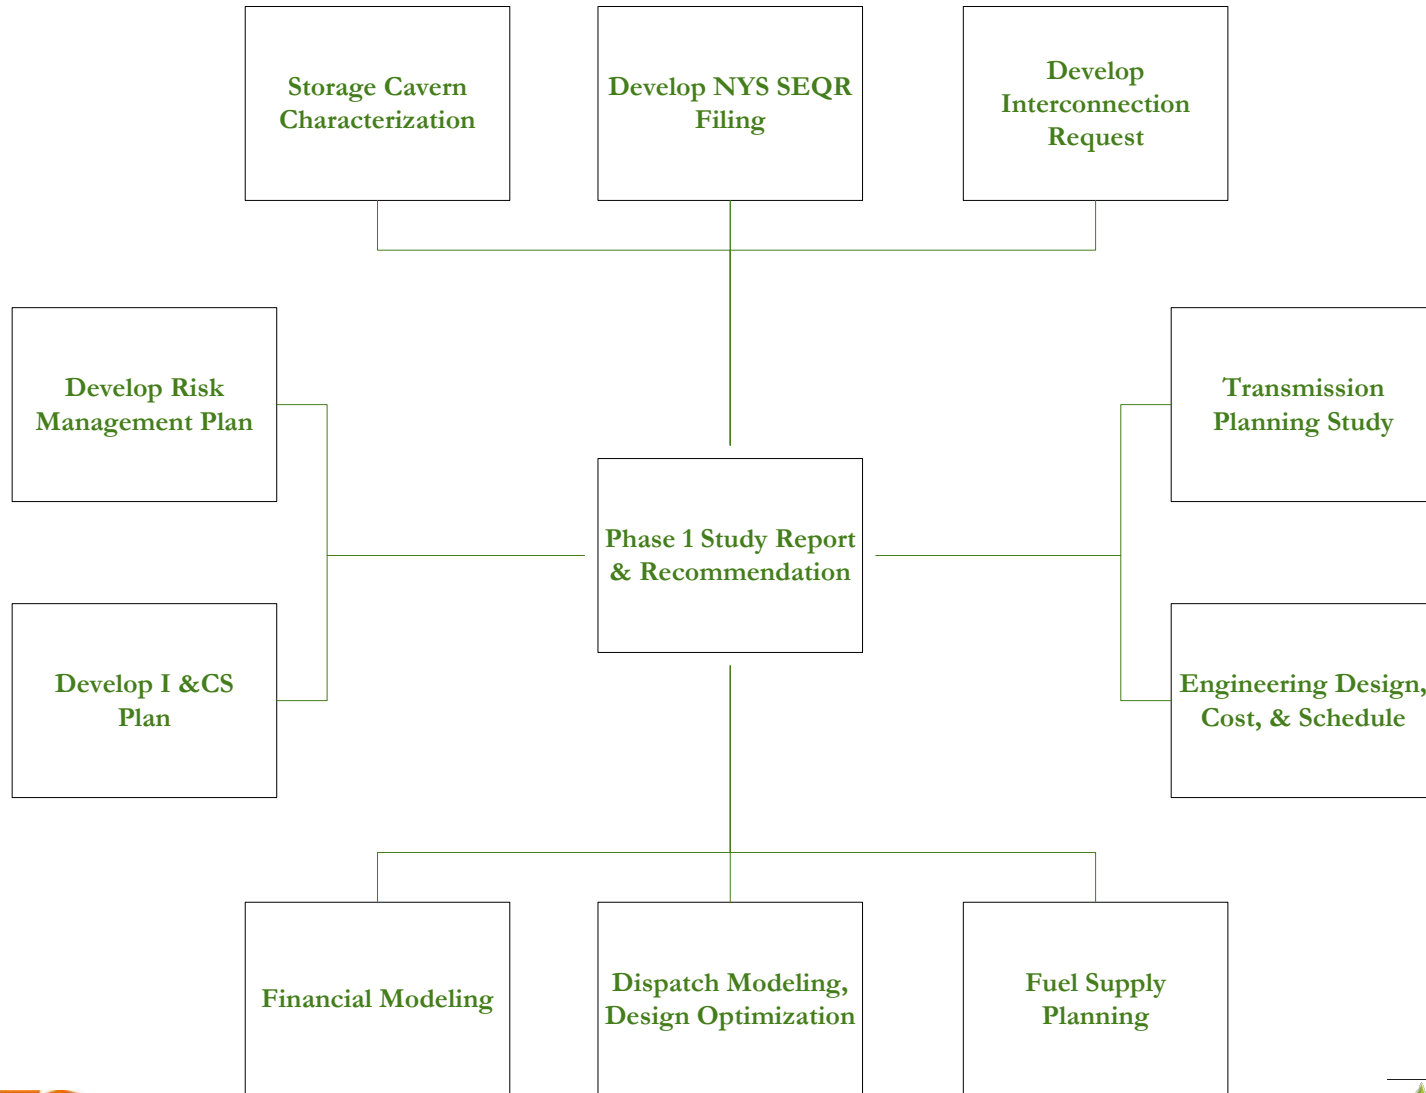 Storage Cavern
Characterization
Develop NYS SEQR
Filing
Develop
Interconnection
Request
Develop Risk
Management Plan
Transmission
Planning Study
Phase 1 Study Report
& Recommendation
Develop I &CS
Plan
Engineering Design,
Cost, & Schedule
Financial Modeling
Dispatch Modeling,
Design Optimization
Fuel Supply
Planning